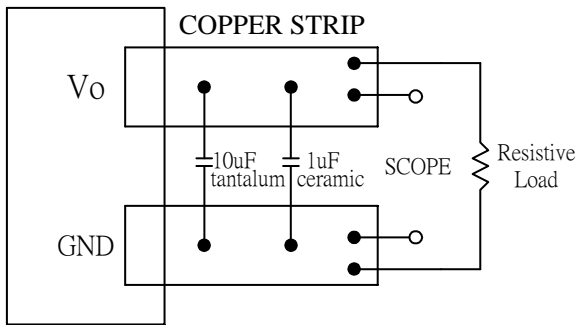 COPPER STRIP
Vo
10uF
tantalum
1uF
ceramic
SCOPE
Resistive
Load
GND